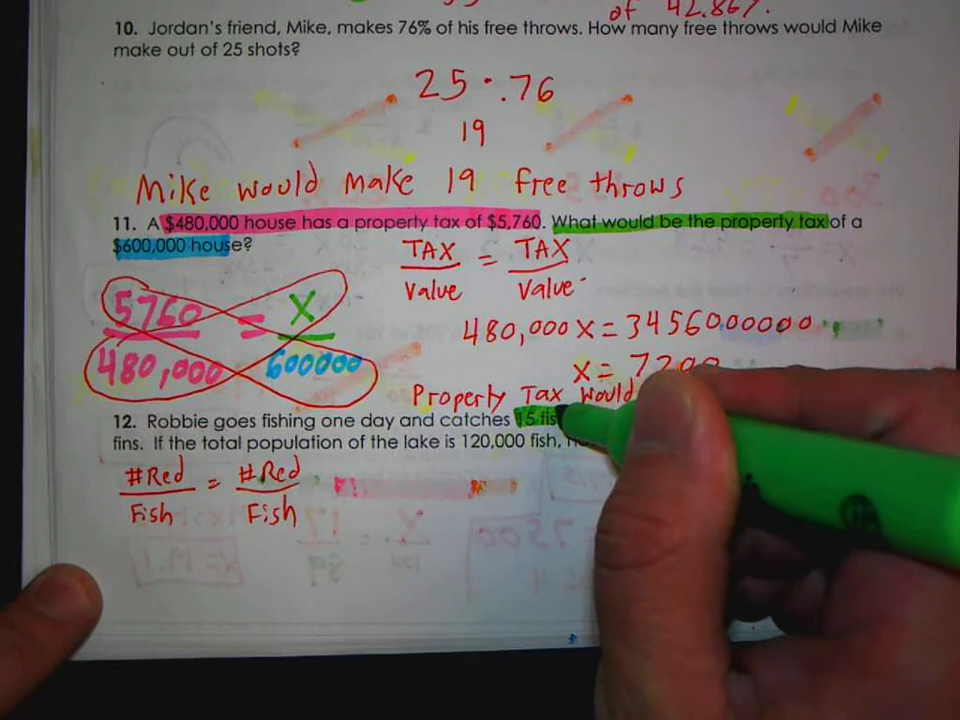 of 42.86%.
10. Jordan's friend, Mike, makes 76% of his free throws. How many free throws would Mike
make out of 25 shots?
25 · .76
19
Mike would make 19 free throws
11. A $480,000 house has a property tax of $5,760. What would be the property tax of a
$600,000 house?
TAX = TAX
Value Value
5760 = X
480,000 600000
480,000x = 3456000000
x = 7200
Property Tax would
12. Robbie goes fishing one day and catches 15 fis
fins. If the total population of the lake is 120,000 fish,
#Red = #Red
Fish Fish